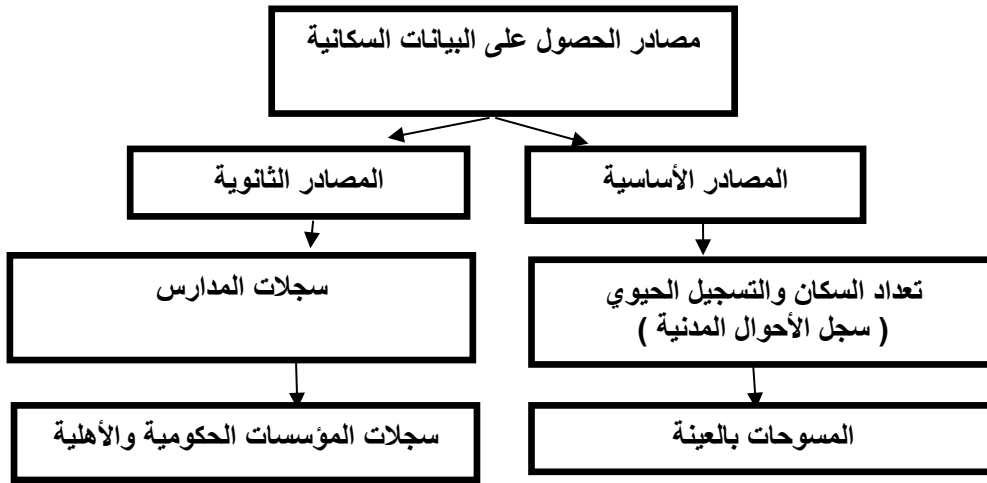 مصادر الحصول على البيانات السكانية
المصادر الأساسية
المصادر الثانوية
تعداد السكان والتسجيل الحيوي
( سجل الأحوال المدنية )
سجلات المدارس
المسوحات بالعينة
سجلات المؤسسات الحكومية والأهلية